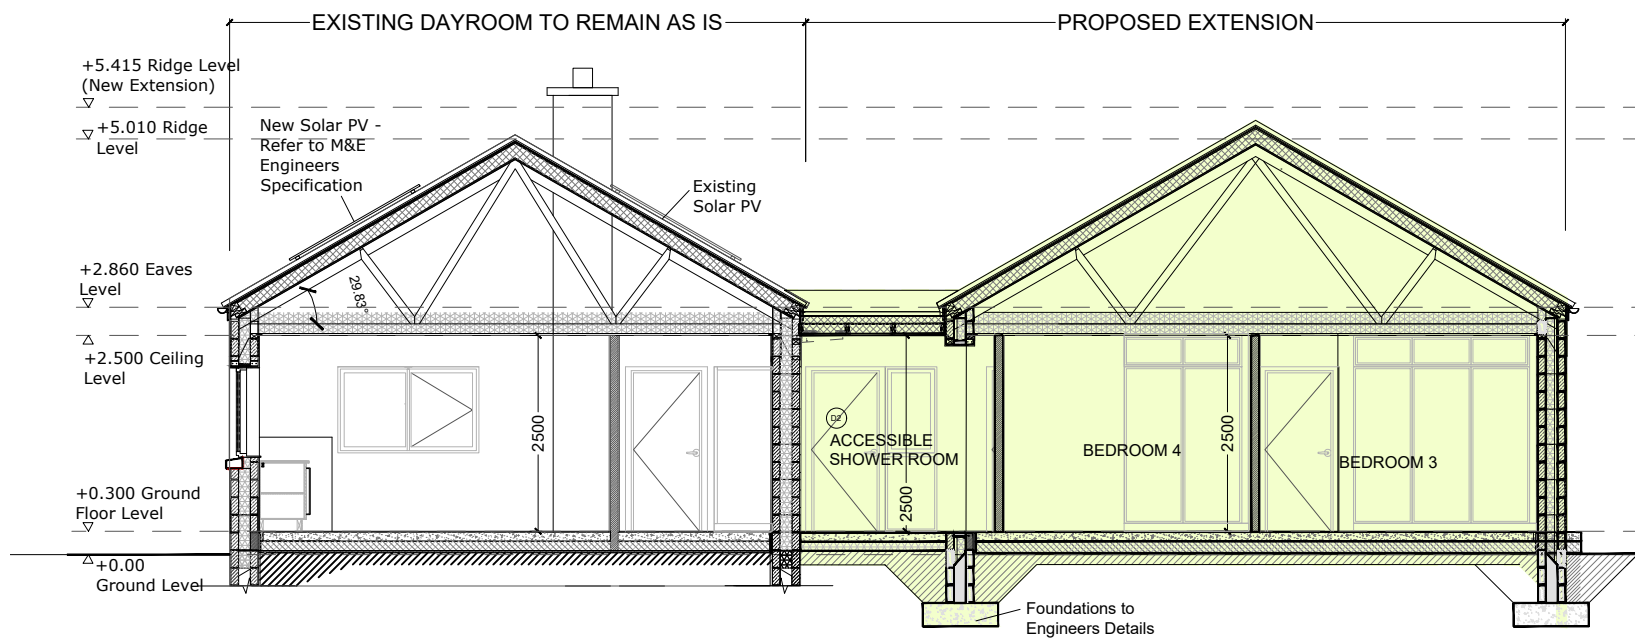 EXISTING DAYROOM TO REMAIN AS IS
PROPOSED EXTENSION
+5.415 Ridge Level
(New Extension)
+5.010 Ridge
Level
New Solar PV -
Refer to M&E
Engineers
Specification
Existing
Solar PV
+2.860 Eaves
Level
29.83°
+2.500 Ceiling
Level
2500
D2
ACCESSIBLE
SHOWER ROOM
2500
BEDROOM 4
2500
BEDROOM 3
+0.300 Ground
Floor Level
+0.00
Ground Level
Foundations to
Engineers Details